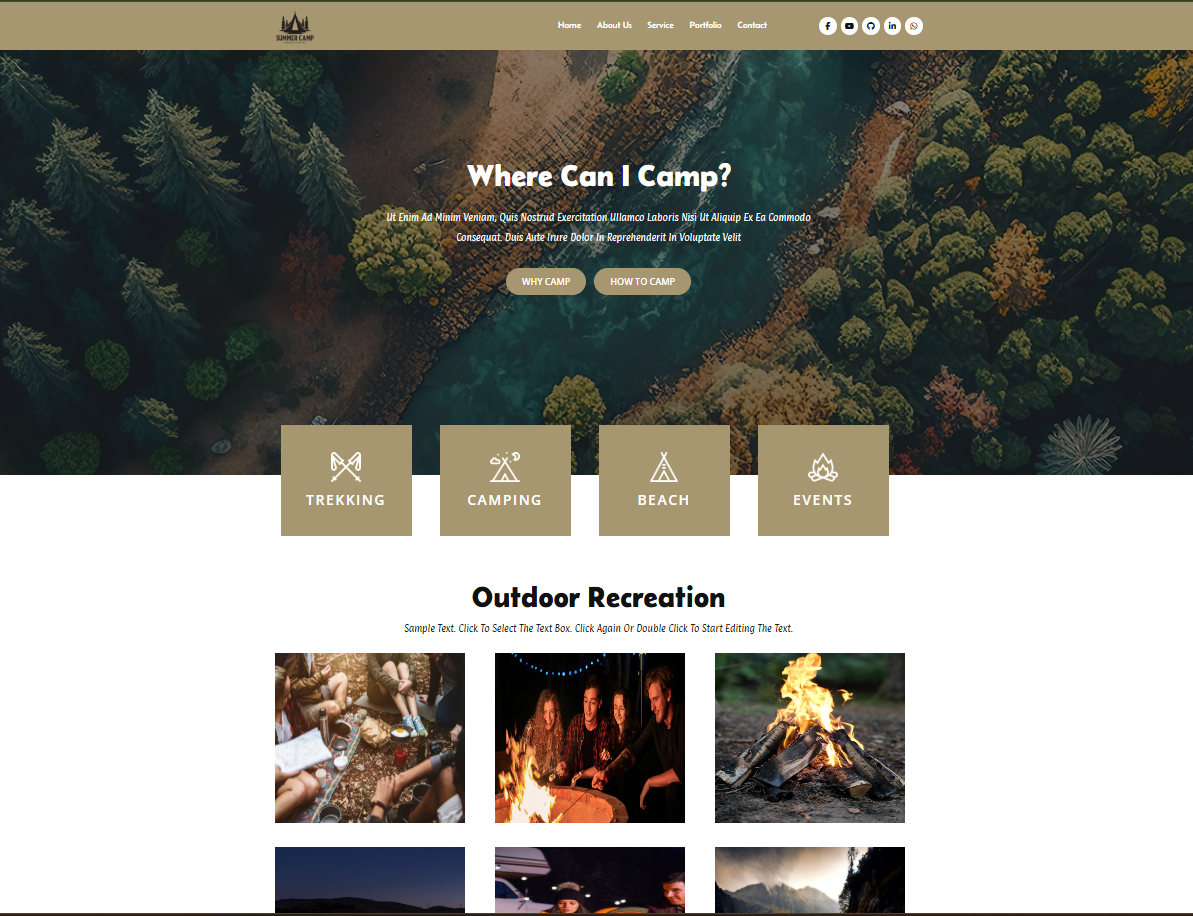 SUMMER CAMP
Home About Us Service Portfolio Contact
Where Can I Camp?
Ut Enim Ad Minim Veniam, Quis Nostrud Exercitation Ullamco Laboris Nisi Ut Aliquip Ex Ea Commodo
Consequat. Duis Aute Irure Dolor In Reprehenderit In Voluptate Velit
WHY CAMP HOW TO CAMP
TREKKING CAMPING BEACH EVENTS
Outdoor Recreation
Sample Text. Click To Select The Text Box. Click Again Or Double Click To Start Editing The Text.